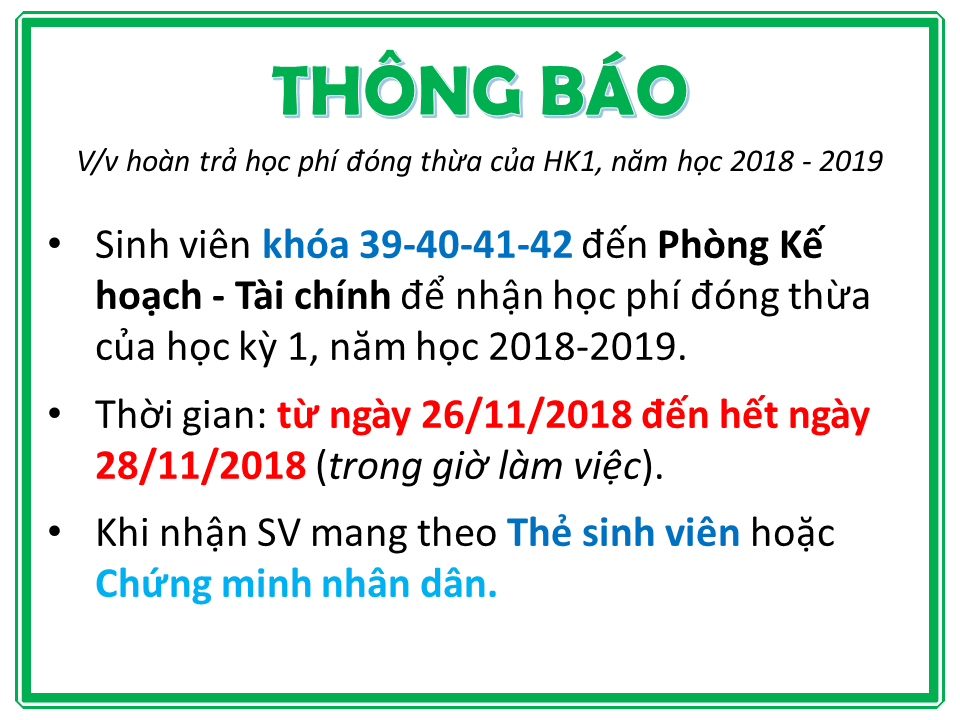 THÔNG BÁO
V/v hoàn trả học phí đóng thừa của HK1, năm học 2018 - 2019
• Sinh viên khóa 39-40-41-42 đến Phòng Kế
hoạch - Tài chính để nhận học phí đóng thừa
của học kỳ 1, năm học 2018-2019.
• Thời gian: từ ngày 26/11/2018 đến hết ngày
28/11/2018 (trong giờ làm việc).
• Khi nhận SV mang theo Thẻ sinh viên hoặc
Chứng minh nhân dân.